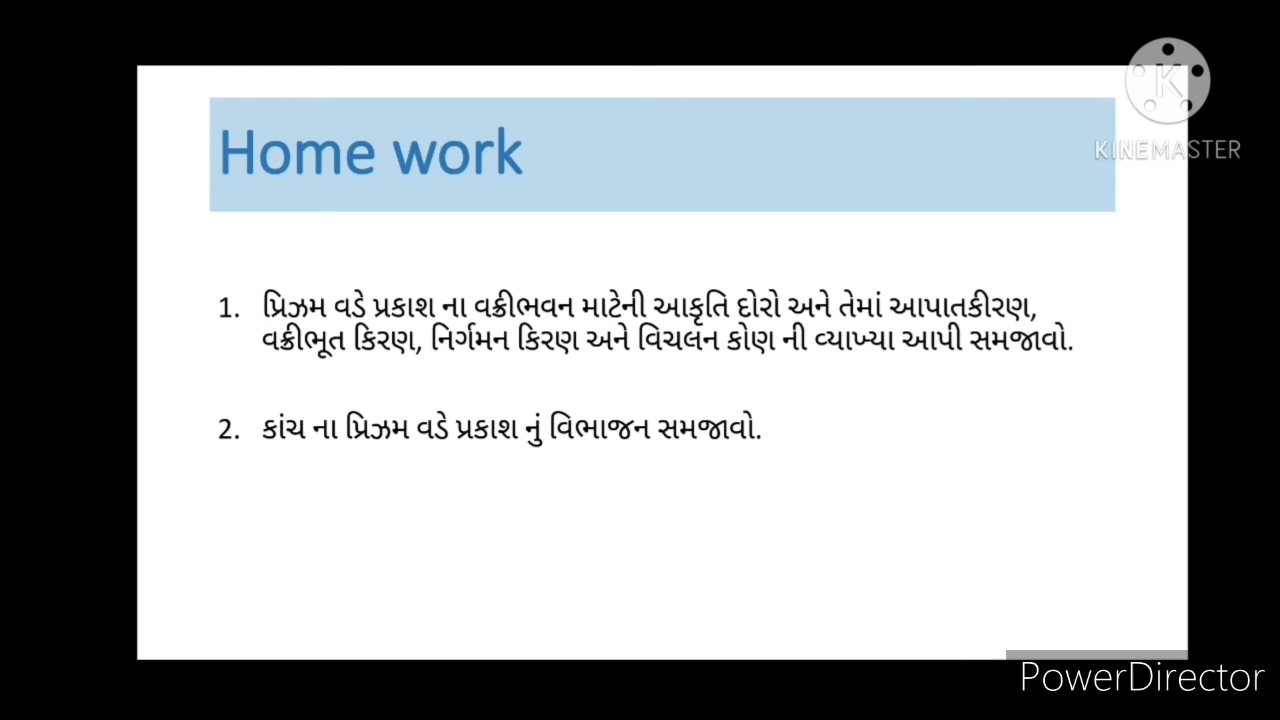 Home work
KINEMASTER
1. પ્રિઝમ વડે પ્રકાશ ના વક્રીભવન માટેની આકૃતિ દોરો અને તેમાં આપાતકીરણ,
વક્રીભૂત કિરણ, નિર્ગમન કિરણ અને વિચલન કોણ ની વ્યાખ્યા આપી સમજાવો.
2. કાંચ ના પ્રિઝમ વડે પ્રકાશ નું વિભાજન સમજાવો.
PowerDirector